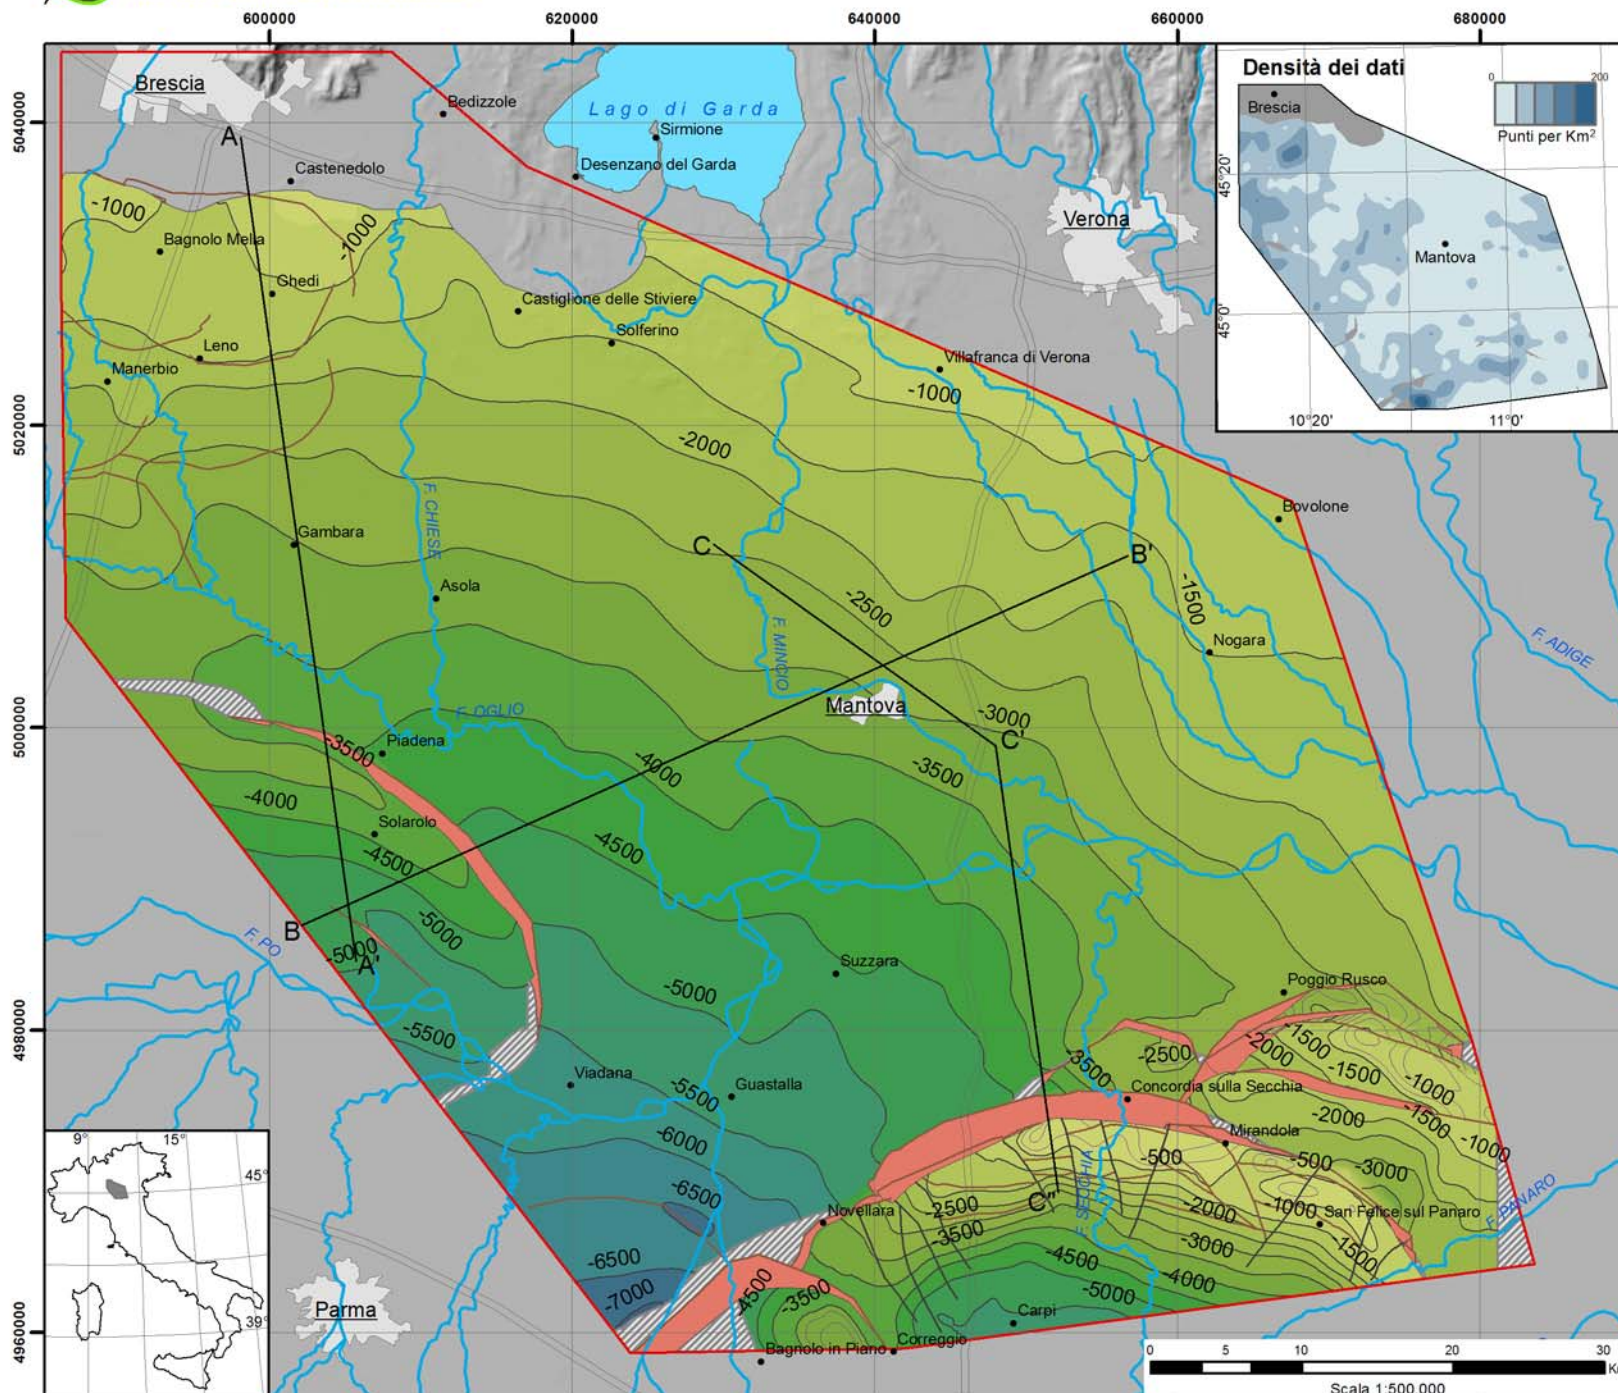 600000
620000
640000
660000
680000
5040000
5020000
500000
4980000
4960000
Brescia
Bedizzole
Lago di Garda
Sirmione
Desenzano del Garda
A
Castenedolo
Verona
-1000
-1000
Bagnolo Mella
Ghedi
Castiglione delle Stiviere
Solferino
Leno
Manerbio
Villafranca di Verona
-1000
-2000
Bovolone
F. CHIESE
Gambara
C
B'
Asola
-2500
-1500
F. MINCIO
Nogara
F. ADIGE
Mantova
F. OGLIO
-3000
C'
-3500
Piadena
-4000
-3500
-4000
Solarolo
-4500
-4500
B
-5000
F. PO
-5000
A'
Suzzara
-5000
Poggio Rusco
-5500
-1500
-2000
-2500
-3500
-1500
-1000
Viadana
Guastalla
-5500
Concordia sulla Secchia
-2000
-1500
-6000
Mirandola
-1000
-500
-500
-3000
F. SECCHIA
-6500
C"
-2500
-2000
-1000
San Felice sul Panaro
F. PANARO
Novellara
-3500
-3000
-1500
-6500
-4500
-4000
-7000
4500
-3500
-5000
Carpi
Correggio
Bagnolo in Piano
Parma
Densità dei dati
0
200
Punti per Km2
Brescia
45°20'
Mantova
45°0'
10°20'
11°0'
9°
15°
45°
39°
0
5
10
20
30
Scala 1:500.000